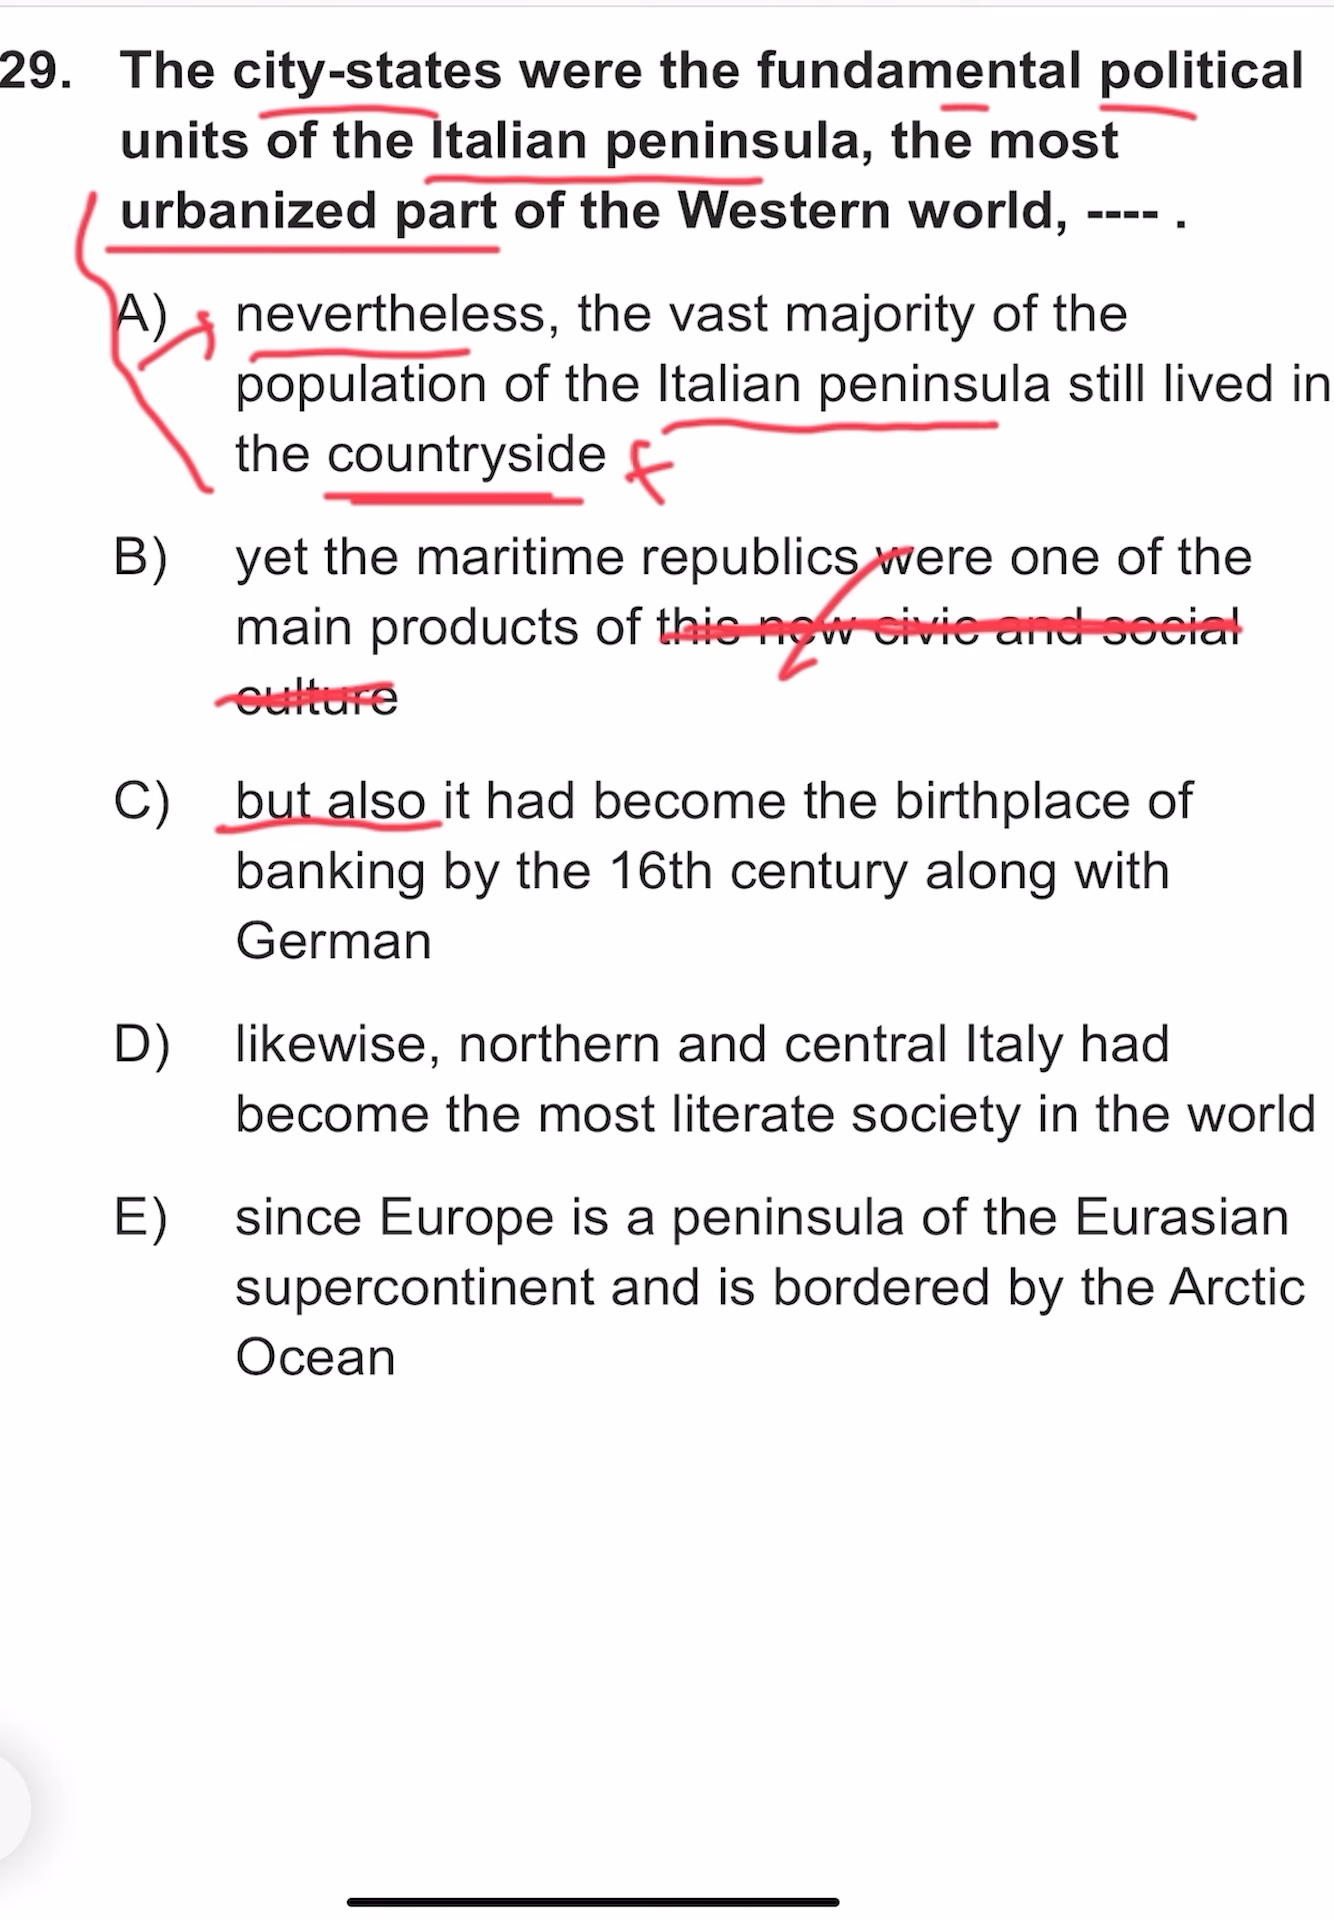 29. The city-states were the fundamental political
units of the Italian peninsula, the most
urbanized part of the Western world, ---- .
A) nevertheless, the vast majority of the
population of the Italian peninsula still lived in
the countryside
B) yet the maritime republics were one of the
main products of this new civic and social
culture
C) but also it had become the birthplace of
banking by the 16th century along with
German
D) likewise, northern and central Italy had
become the most literate society in the world
E) since Europe is a peninsula of the Eurasian
supercontinent and is bordered by the Arctic
Ocean